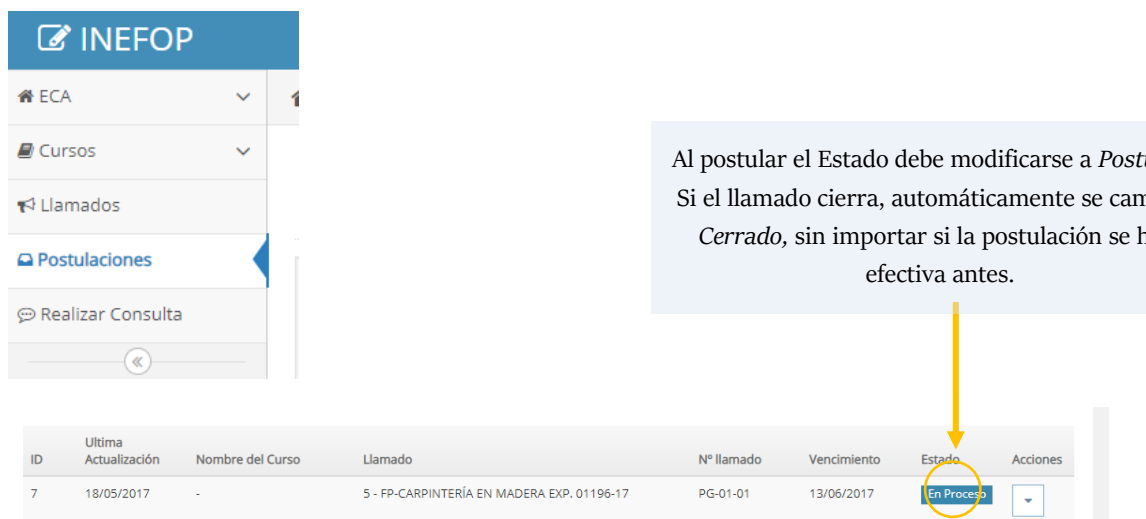 INEFOP
ECA
Cursos
Llamados
Postulaciones
Realizar Consulta
Al postular el Estado debe modificarse a
Si el llamado cierra, automáticamente se
Cerrado, sin importar si la postulación se
efectiva antes.
ID Ultima Actualización Nombre del Curso Llamado Nº llamado Vencimiento Estado Acciones
7 18/05/2017 - 5 - FP-CARPINTERÍA EN MADERA EXP. 01196-17 PG-01-01 13/06/2017 En Proceso